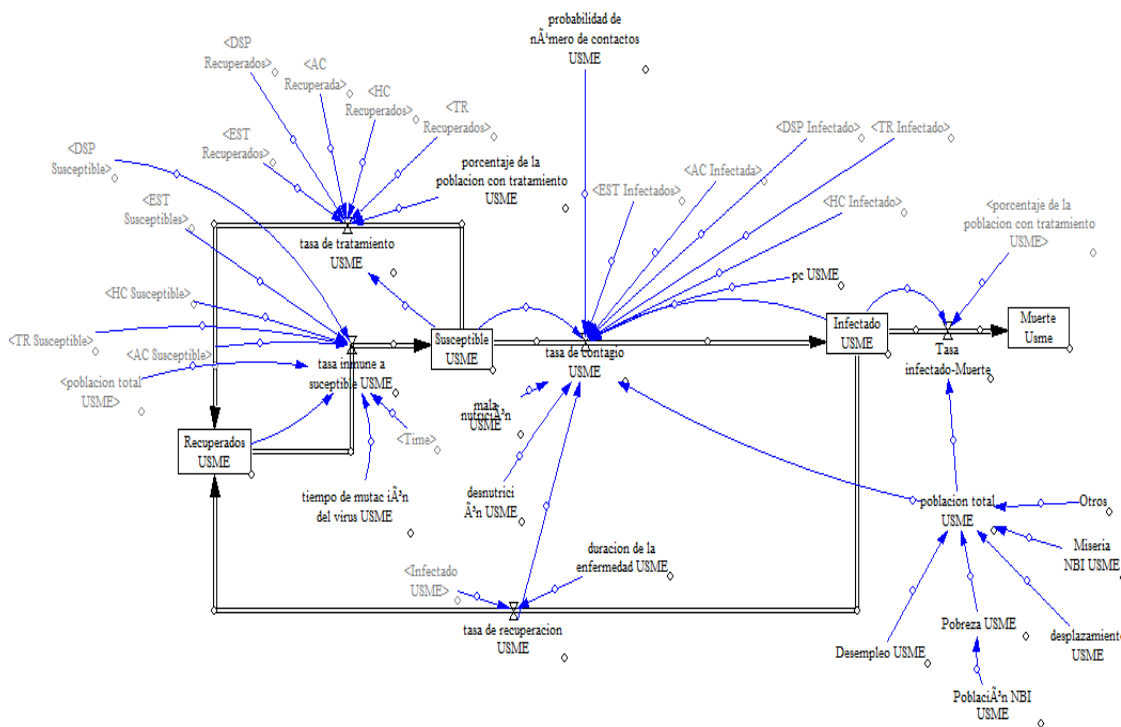 probabilidad de
nÃºmero de contactos
USME
<DSP
Recuperados>
<AC
Recuperada>
<HC
Recuperados>
<TR
Recuperados>
<EST
Recuperados>
<DSP
Susceptible>
<EST
Susceptibles>
porcentaje de la
poblacion con tratamiento
USME
<DSP Infectado>
<TR Infectado>
<AC Infectada>
<EST Infectados>
<HC Infectado>
<porcentaje de la
poblacion con tratamiento
USME>
tasa de tratamiento
USME
pc USME
<HC Susceptible>
<TR Susceptible>
<AC Susceptible>
<poblacion total
USME>
tasa inmune a
suceptible USME
Susceptible
USME
tasa de contagio
USME
Infectado
USME
Tasa
infectado-Muerte
Muerte
Usme
Recuperados
USME
<Time>
mala
nutriciÃ³n
USME
tiempo de mutac iÃ³n
del virus USME
desnutrici
Ã³n USME
poblacion total
USME
Otros
Miseria
NBI USME
<Infectado
USME>
duracion de la
enfermedad USME
tasa de recuperacion
USME
Desempleo USME
Pobreza USME
desplazamiento
USME
PoblaciÃ³n NBI
USME